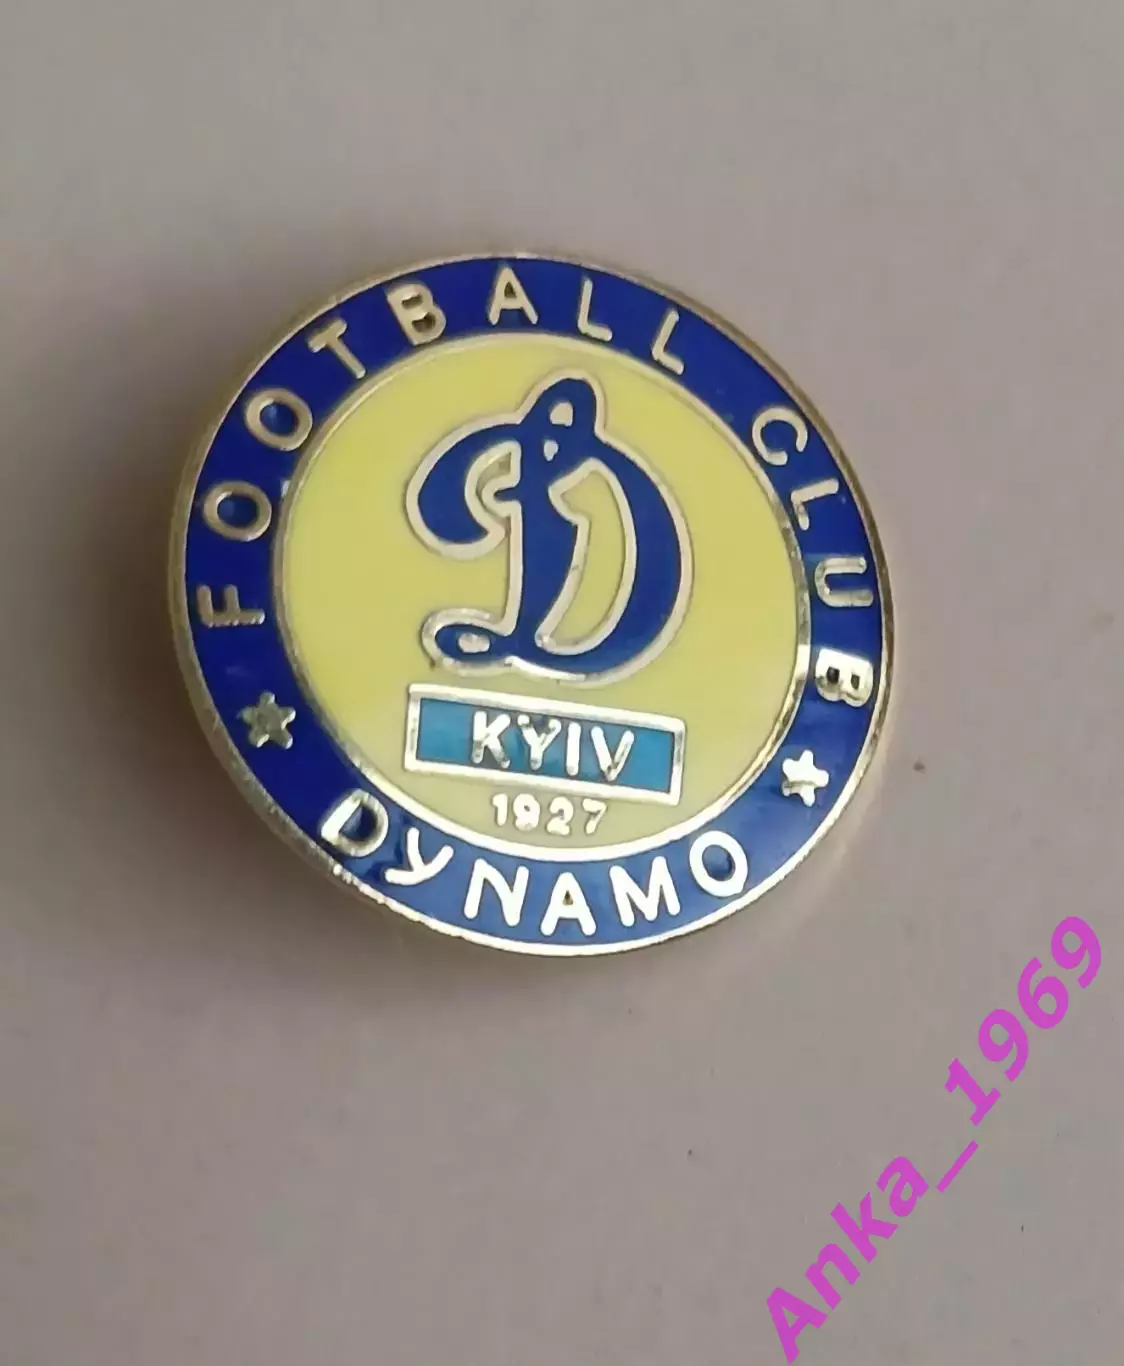 FOOTBALL CLUB
D
KYIV
1927
DYNAMO
Anka_1969